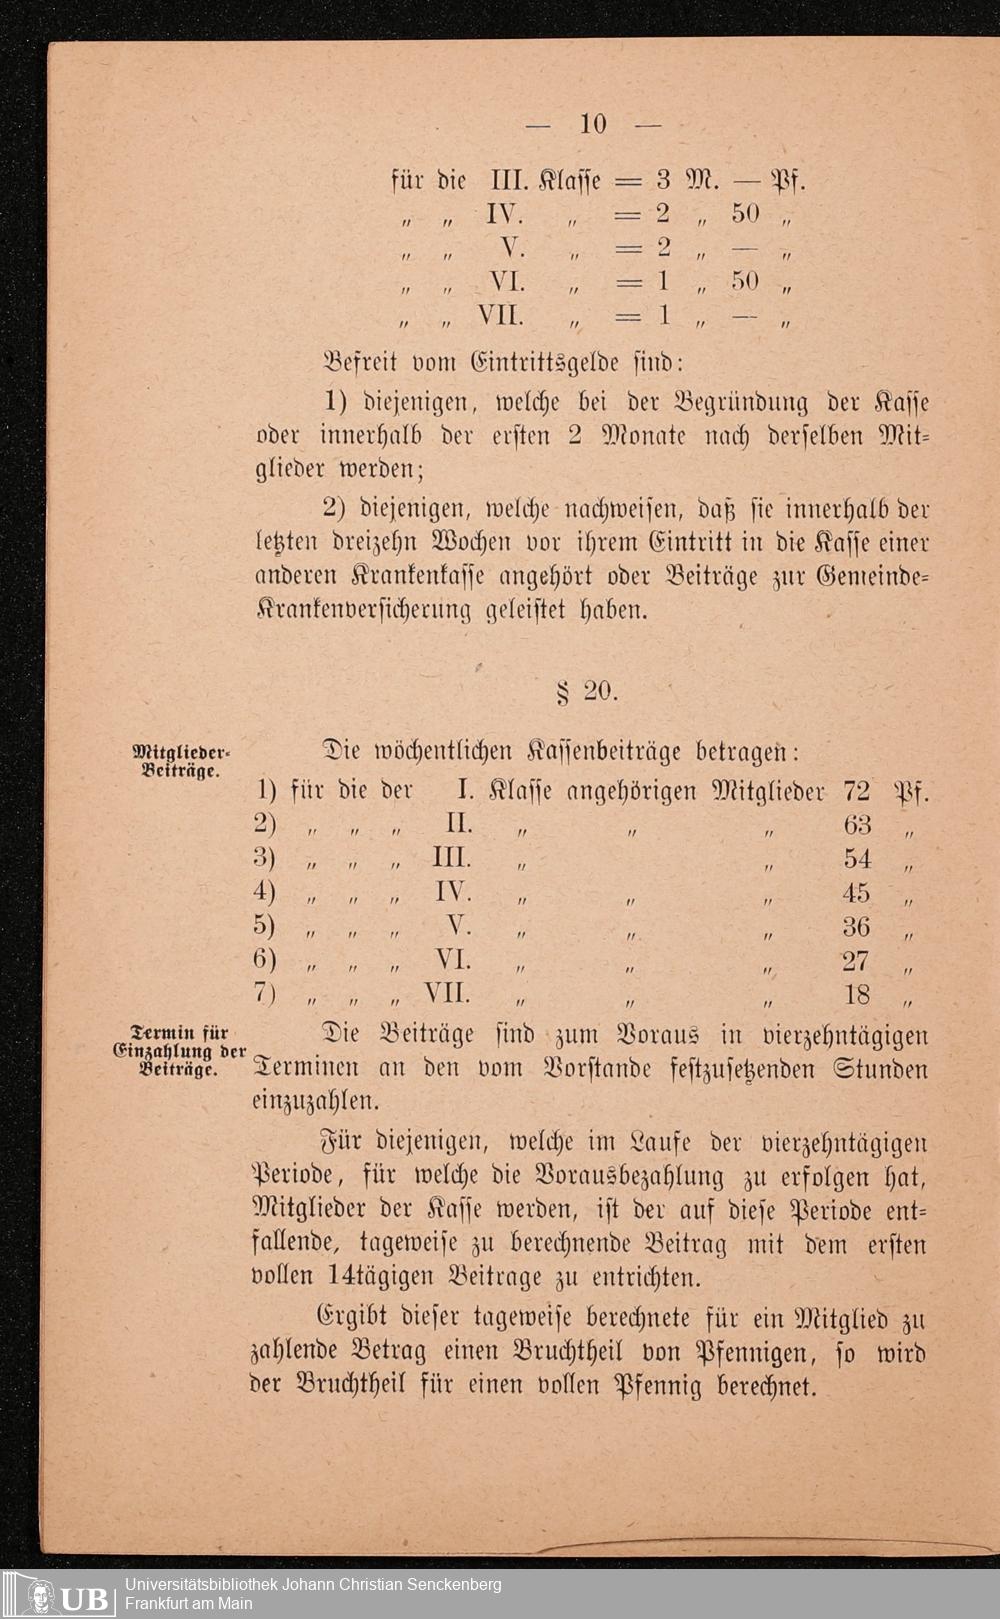 — 10 —
für die III. Klasse = 3 M. — Pf.
„ „ IV. „ = 2 „ 50 „
„ „ V. „ = 2 „ — „
„ „ VI. „ = 1 „ 50 „
„ „ VII. „ = 1 „ — „
Befreit vom Eintrittsgelde sind:
1) diejenigen, welche bei der Begründung der Kasse
oder innerhalb der ersten 2 Monate nach derselben Mit-
glieder werden;
2) diejenigen, welche nachweisen, daß sie innerhalb der
letzten dreizehn Wochen vor ihrem Eintritt in die Kasse einer
anderen Krankenkasse angehört oder Beiträge zur Gemeinde-
Krankenversicherung geleistet haben.
§ 20.
Mitglieder-
Beiträge.
Die wöchentlichen Kassenbeiträge betragen:
1) für die der I. Klasse angehörigen Mitglieder 72 Pf.
2) „ „ „ II. „ „ „ 63 „
3) „ „ „ III. „ „ 54 „
4) „ „ „ IV. „ „ „ 45 „
5) „ „ „ V. „ „ „ 36 „
6) „ „ „ VI. „ „ „ 27 „
7) „ „ „ VII. „ „ „ 18 „
Termin für
Einzahlung der
Beiträge.
Die Beiträge sind zum Voraus in vierzehntägigen
Terminen an den vom Vorstande festzusetzenden Stunden
einzuzahlen.
Für diejenigen, welche im Laufe der vierzehntägigen
Periode, für welche die Vorausbezahlung zu erfolgen hat,
Mitglieder der Kasse werden, ist der auf diese Periode ent-
fallende, tageweise zu berechnende Beitrag mit dem ersten
vollen 14tägigen Beitrage zu entrichten.
Ergibt dieser tageweise berechnete für ein Mitglied zu
zahlende Betrag einen Bruchtheil von Pfennigen, so wird
der Bruchtheil für einen vollen Pfennig berechnet.
UB
Universitätsbibliothek Johann Christian Senckenberg
Frankfurt am Main